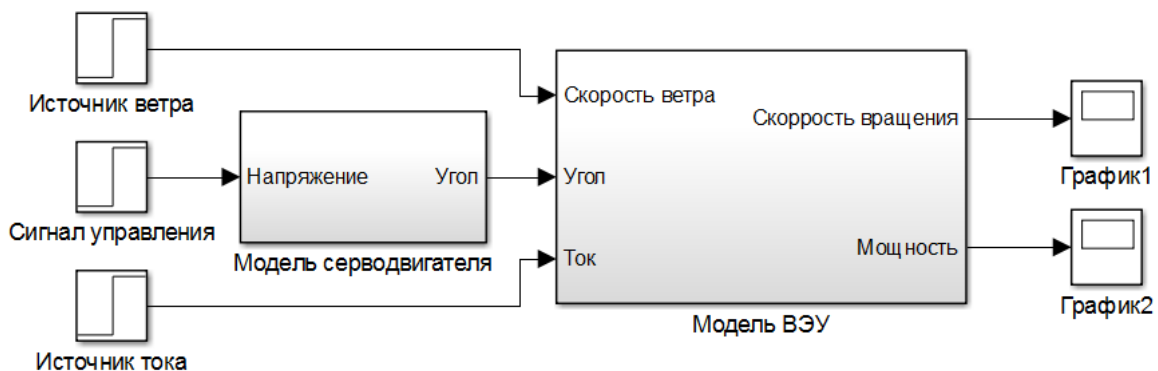 Источник ветра
Скорость ветра
Скоррость вращения
График1
Напряжение
Угол
Угол
Сигнал управления
Модель серводвигателя
Ток
Мощность
График2
Модель ВЭУ
Источник тока